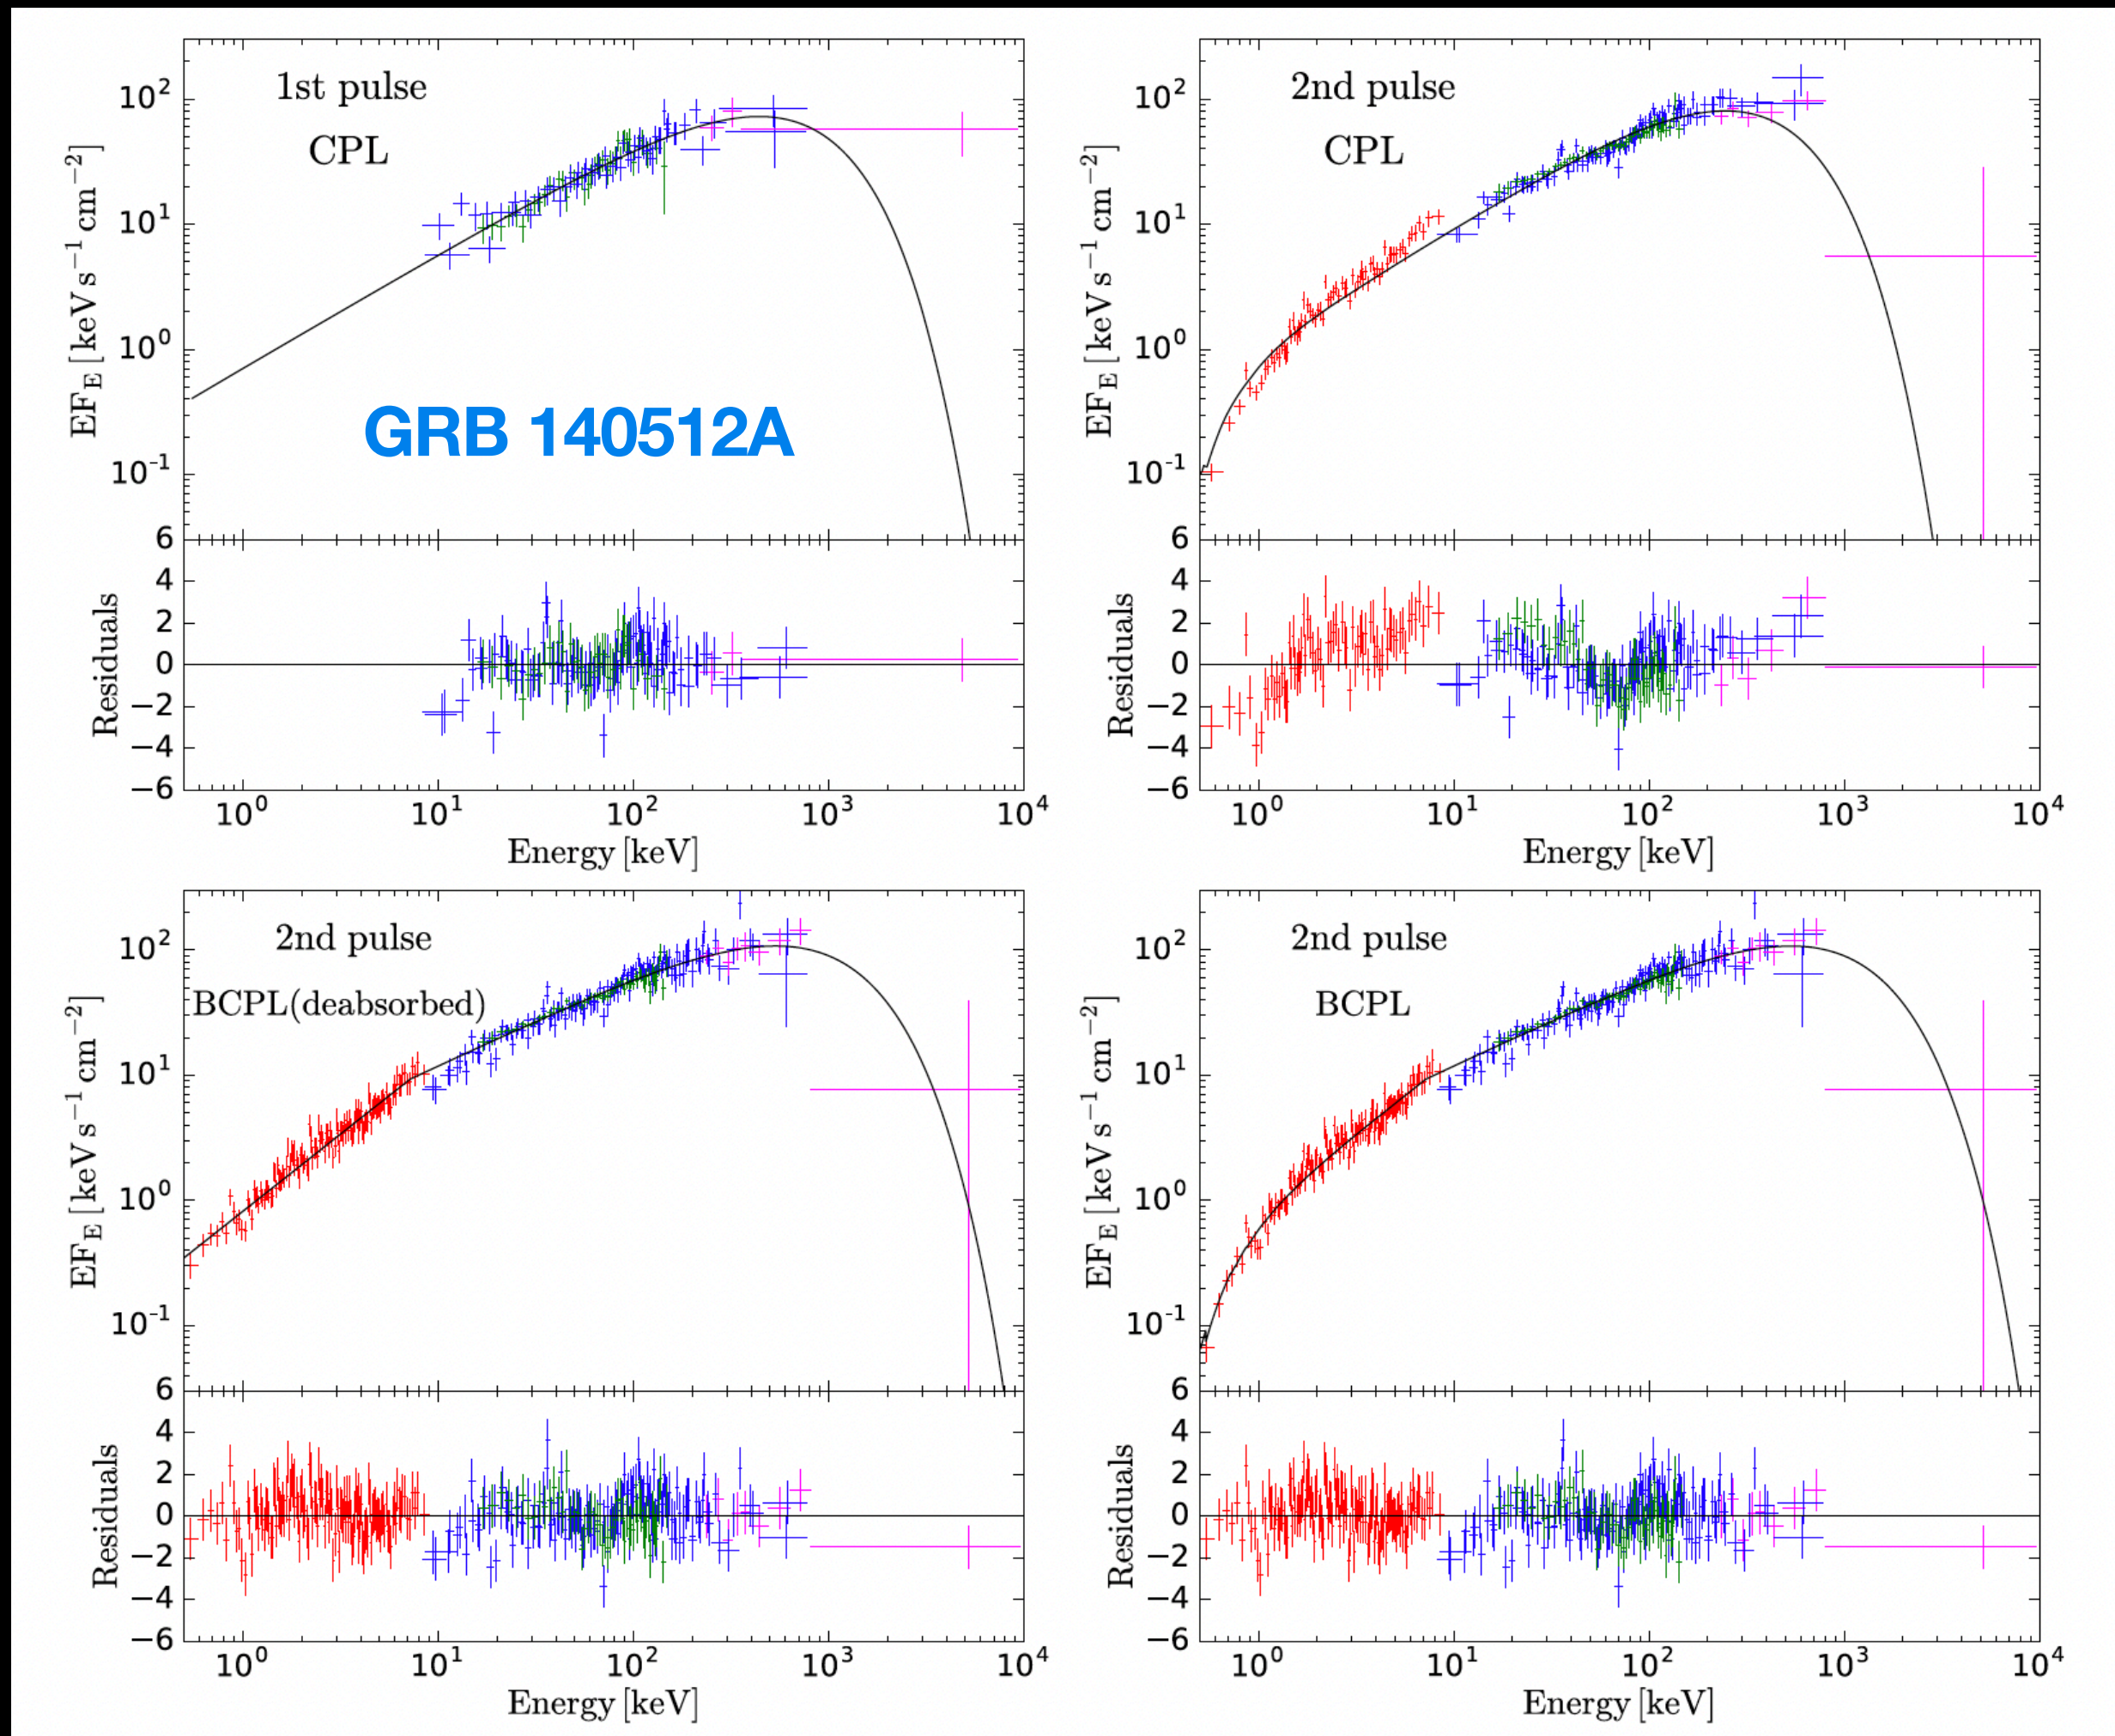 1st pulse
CPL
GRB 140512A
EF_E [keV s^-1 cm^-2]
10^2
10^1
10^0
10^-1
6
4
2
0
−2
−4
−6
Residuals
10^0 10^1 10^2 10^3 10^4
Energy [keV]
2nd pulse
CPL
EF_E [keV s^-1 cm^-2]
10^2
10^1
10^0
10^-1
6
4
2
0
−2
−4
−6
Residuals
10^0 10^1 10^2 10^3 10^4
Energy [keV]
2nd pulse
BCPL(deabsorbed)
EF_E [keV s^-1 cm^-2]
10^2
10^1
10^0
10^-1
6
4
2
0
−2
−4
−6
Residuals
10^0 10^1 10^2 10^3 10^4
Energy [keV]
2nd pulse
BCPL
EF_E [keV s^-1 cm^-2]
10^2
10^1
10^0
10^-1
6
4
2
0
−2
−4
−6
Residuals
10^0 10^1 10^2 10^3 10^4
Energy [keV]